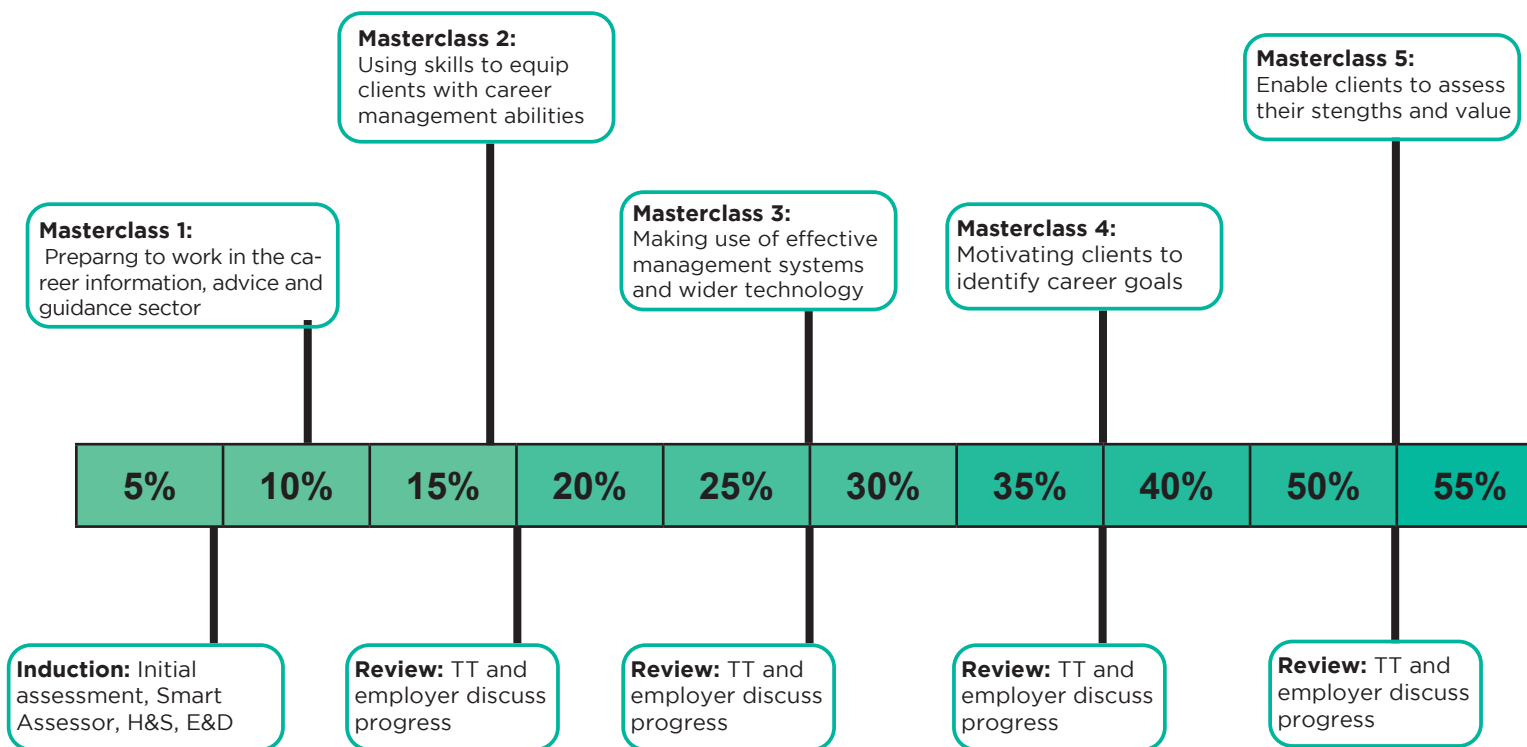 Masterclass 2:
Using skills to equip
clients with career
management abilities
Masterclass 5:
Enable clients to assess
their stengths and value
Masterclass 1:
Preparng to work in the ca-
reer information, advice and
guidance sector
Masterclass 3:
Making use of effective
management systems
and wider technology
Masterclass 4:
Motivating clients to
identify career goals
5% 10% 15% 20% 25% 30% 35% 40% 50% 55%
Induction: Initial
assessment, Smart
Assessor, H&S, E&D
Review: TT and
employer discuss
progress
Review: TT and
employer discuss
progress
Review: TT and
employer discuss
progress
Review: TT and
employer discuss
progress